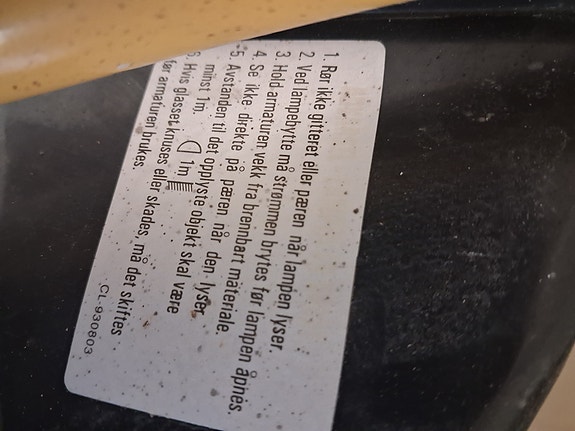 1. Rør ikke gitteret eller pæren når lampen lyser.
2. Ved lampebytte må strømmen brytes før lampen åpnes.
3. Hold armaturen vekk fra brennbart materiale.
4. Se ikke direkte på pæren når den lyser.
5. Avstanden til det opplyste objekt skal være
minst 1m.
1m
6. Hvis glasset knuses eller skades, må det skiftes
før armaturen brukes.
CL-930803